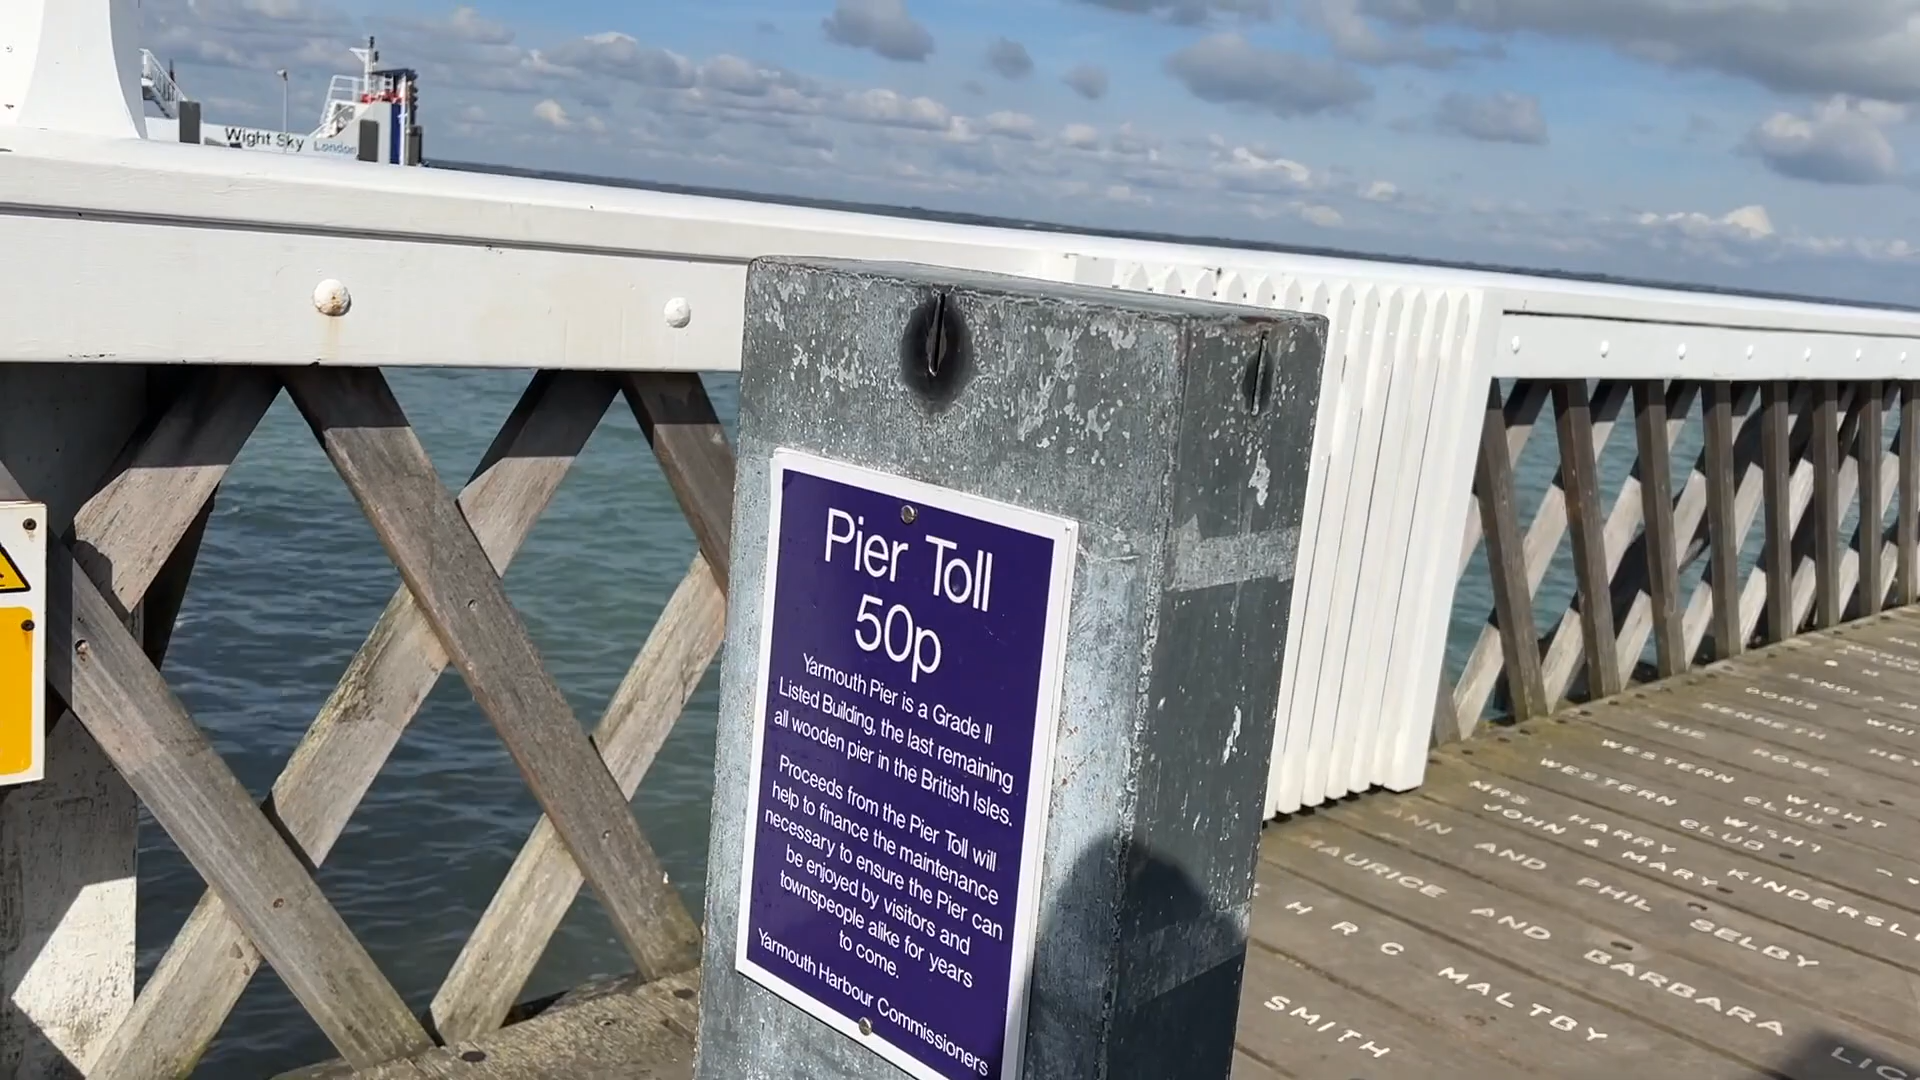 Wight Sky London
Pier Toll
50p
Yarmouth Pier is a Grade II
Listed Building, the last remaining
all wooden pier in the British Isles.
Proceeds from the Pier Toll will
help to finance the maintenance
necessary to ensure the Pier can
be enjoyed by visitors and
townspeople alike for years
to come.
Yarmouth Harbour Commissioners
DORIS
KENNETH HEY
SUE ROSE
WESTERN WIGHT
CLUB
WESTERN WIGHT
CLUB
MRS HARRY KINDERSL
JOHN & MARY
ANN AND PHIL SELBY
MAURICE AND BARBARA
H R C MALTBY
SMITH